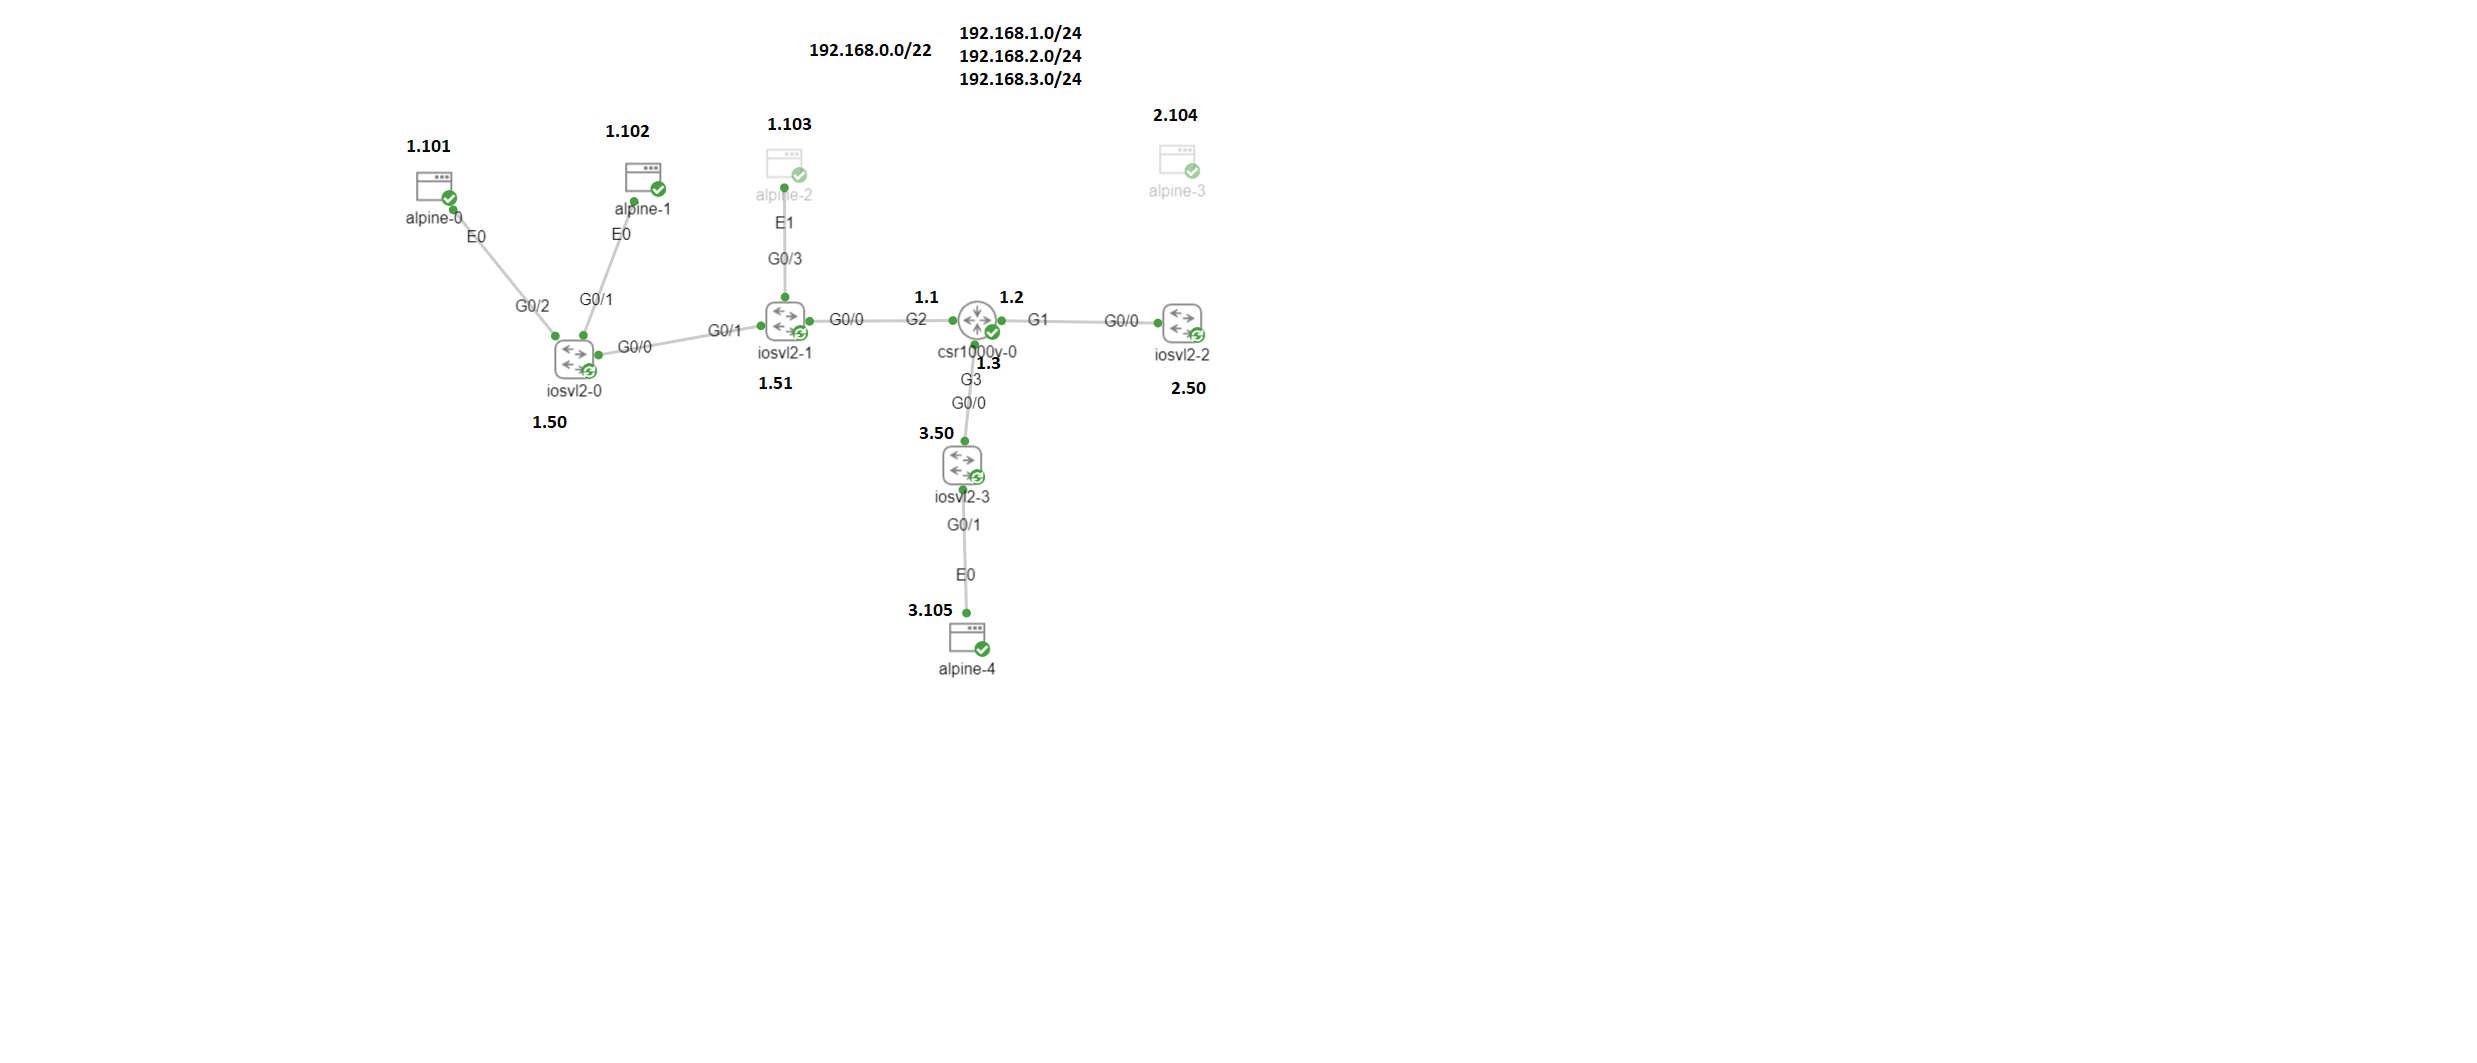 192.168.0.0/22
192.168.1.0/24
192.168.2.0/24
192.168.3.0/24
1.101
1.102
1.103
2.104
alpine-0
alpine-1
alpine-2
alpine-3
E0
E0
E1
G0/3
G0/2
G0/1
G0/0
G0/1
iosvl2-0
1.50
iosvl2-1
1.51
G0/0
G2
1.1
1.2
csr1000v-0
1.3
G1
G0/0
iosvl2-2
2.50
G3
G0/0
3.50
iosvl2-3
G0/1
E0
3.105
alpine-4